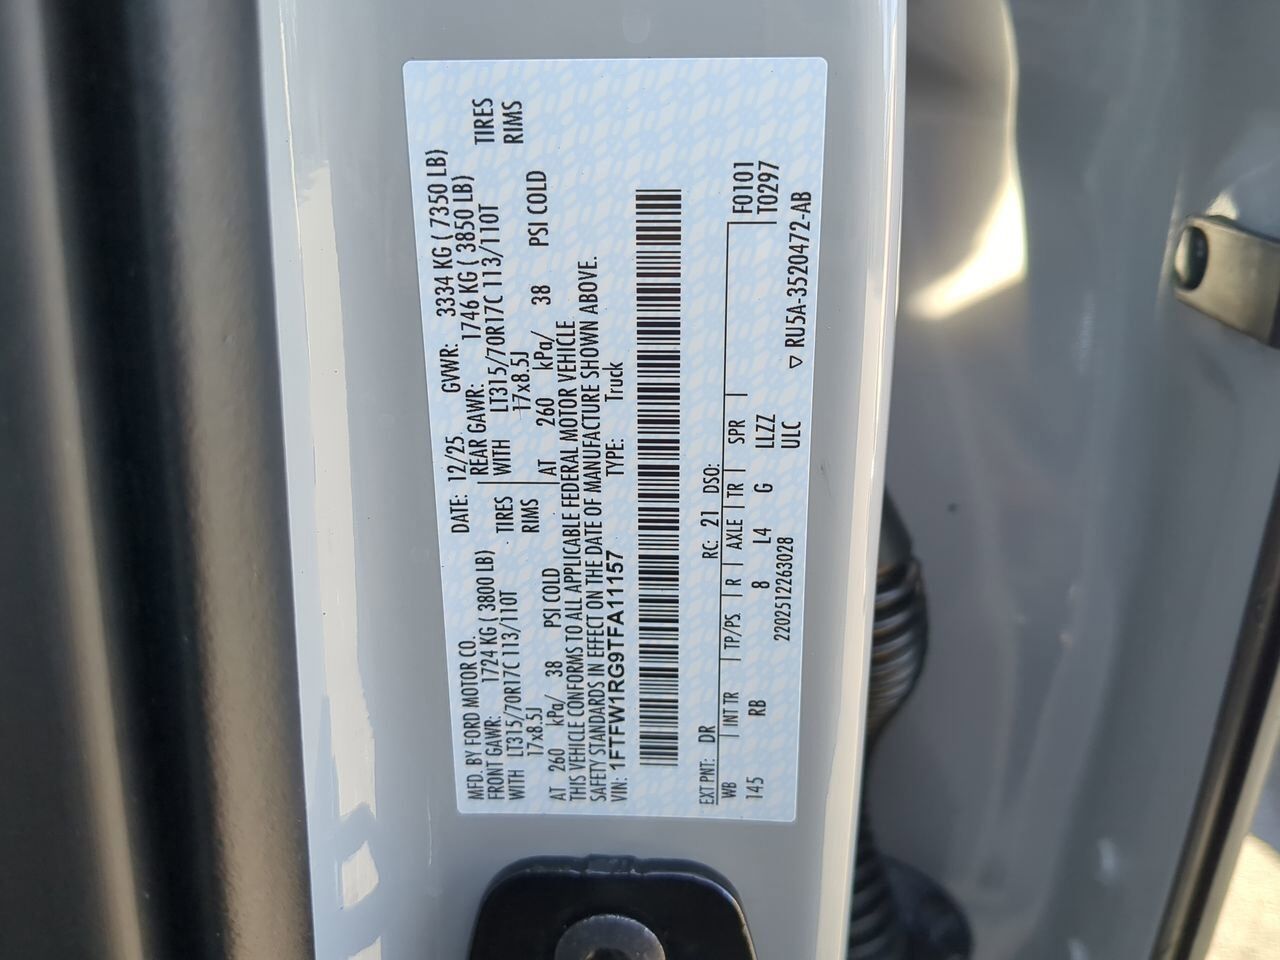 MFD. BY FORD MOTOR CO.
DATE: 12/25 GVWR: 3334 KG ( 7350 LB)
FRONT GAWR: 1724 KG ( 3800 LB)
REAR GAWR: 1746 KG ( 3850 LB)
WITH LT315/70R17C 113/110T TIRES
WITH LT315/70R17C 113/110T TIRES
17x8.5J RIMS
17x8.5J RIMS
AT 260 kPa/ 38 PSI COLD
AT 260 kPa/ 38 PSI COLD
THIS VEHICLE CONFORMS TO ALL APPLICABLE FEDERAL MOTOR VEHICLE
SAFETY STANDARDS IN EFFECT ON THE DATE OF MANUFACTURE SHOWN ABOVE.
VIN: 1FTFW1RG9TFA11157 TYPE: Truck
EXT PNT: DR RC: 21 DSO: F0101
WB INT TR TP/PS R AXLE TR SPR T0297
145 RB 8 L4 G LLZZ
2202512263028 ULC
▽ RU5A-3520472-AB